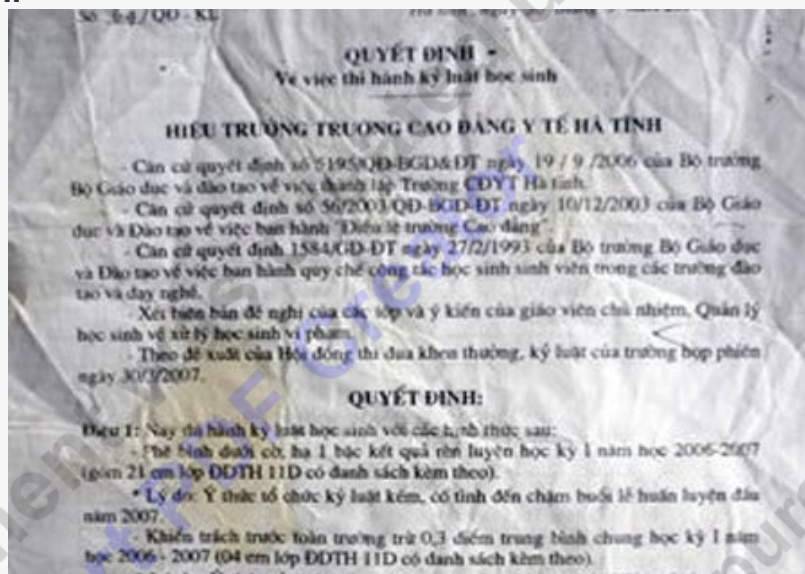 Số 64/QĐ - KL
QUYẾT ĐỊNH
Về việc thi hành kỷ luật học sinh
HIỆU TRƯỞNG TRƯỜNG CAO ĐẲNG Y TẾ HÀ TĨNH
- Căn cứ quyết định số 5195/QĐ-BGD&ĐT ngày 19 / 9 /2006 của Bộ trưởng
Bộ Giáo dục và đào tạo về việc thành lập Trường CĐYT Hà tĩnh.
- Căn cứ quyết định số 56/2003/QĐ-BGD-ĐT ngày 10/12/2003 của Bộ Giáo
dục và Đào tạo về việc ban hành "Điều lệ trường Cao đẳng"
- Căn cứ quyết định 1584/GD-ĐT ngày 27/2/1993 của Bộ trưởng Bộ Giáo dục
và Đào tạo về việc ban hành quy chế công tác học sinh sinh viên trong các trường đào
tạo và dạy nghề.
- Xét biên bản đề nghị của các lớp và ý kiến của giáo viên chủ nhiệm, Quản lý
học sinh về xử lý học sinh vi phạm.
- Theo đề xuất của Hội đồng thi đua khen thưởng, kỷ luật của trường họp phiên
ngày 30/3/2007.
QUYẾT ĐỊNH:
Điều 1: Nay thi hành kỷ luật học sinh với các hình thức sau:
- Phê bình dưới cờ, hạ 1 bậc kết quả rèn luyện học kỳ I năm học 2006-2007
(gồm 21 em lớp ĐDTH 11D có danh sách kèm theo).
* Lý do: Ý thức tổ chức kỷ luật kém, cố tình đến chậm buổi lễ huấn luyện đầu
năm 2007.
- Khiển trách trước toàn trường trừ 0,3 điểm trung bình chung học kỳ I năm
học 2006 - 2007 (04 em lớp ĐDTH 11D có danh sách kèm theo).
PDF Creator